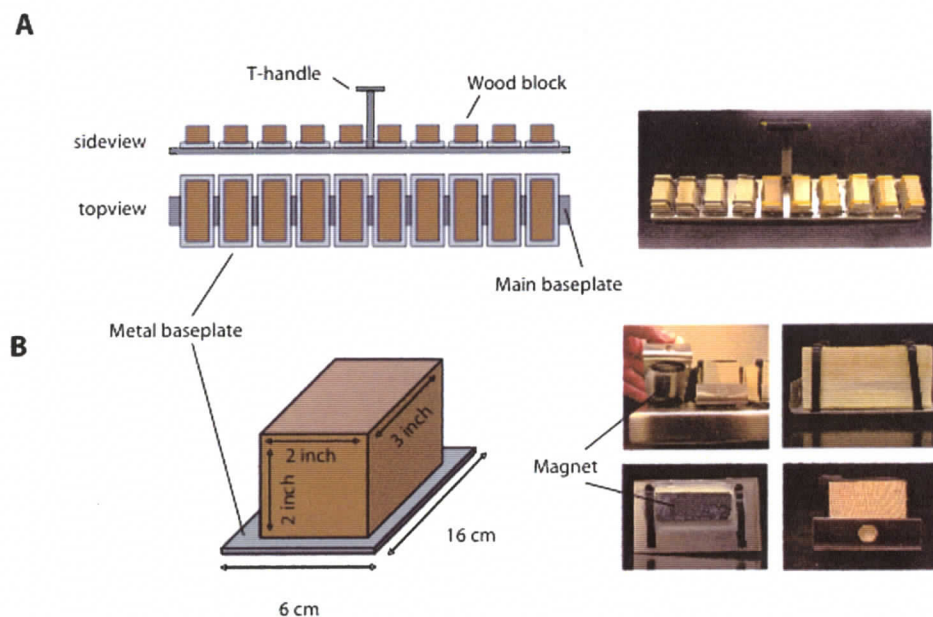 A
T-handle
Wood block
sideview
topview
Main baseplate
Metal baseplate
B
2 inch
3 inch
2 inch
Magnet
16 cm
6 cm